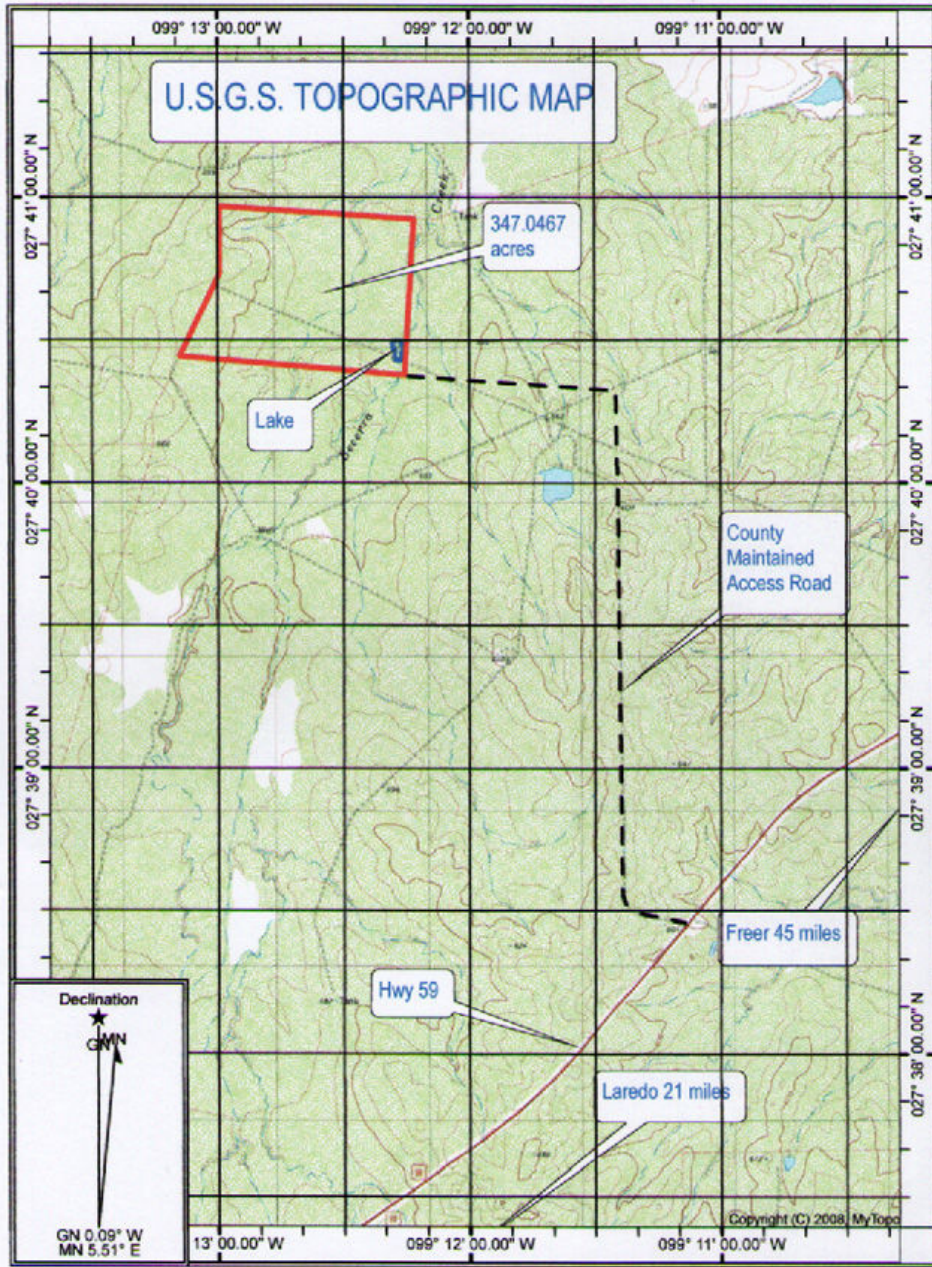 099° 13' 00.00" W
099° 12' 00.00" W
099° 11' 00.00" W
U.S.G.S. TOPOGRAPHIC MAP
027° 41' 00.00" N
027° 41' 00.00" N
Creek
Tank
347.0467
acres
Lake
Becerra
027° 40' 00.00" N
027° 40' 00.00" N
County
Maintained
Access Road
027° 39' 00.00" N
027° 39' 00.00" N
Freer 45 miles
Hwy 59
Tank
Laredo 21 miles
027° 38' 00.00" N
Declination
GN
MN
GN 0.09° W
MN 5.51° E
Copyright (C) 2008, MyTopo
13' 00.00" W
099° 12' 00.00" W
099° 11' 00.00" W